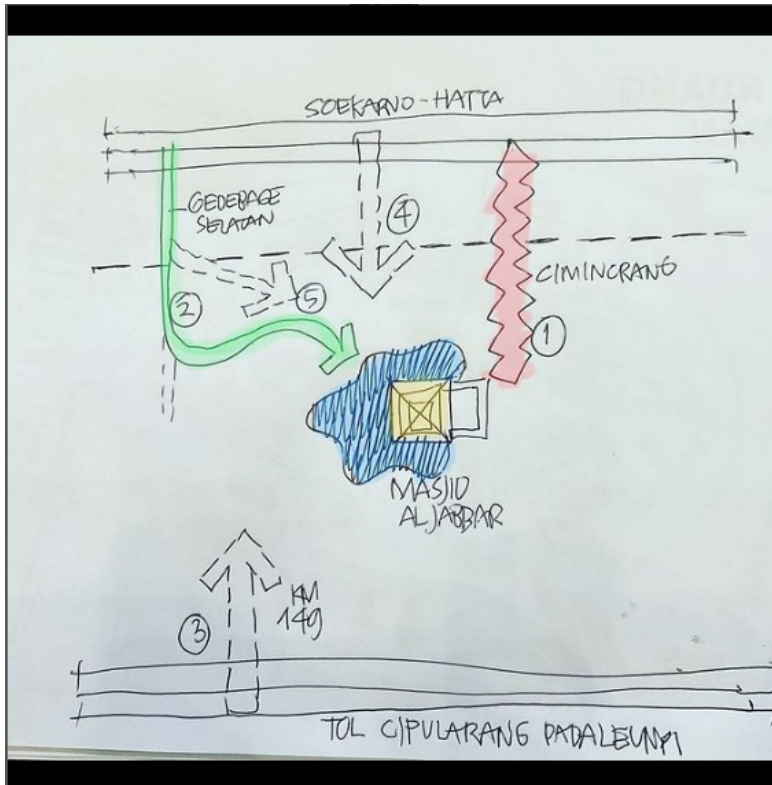 SOEKARNO-HATTA
GEDEBAGE
SELATAN
4
CIMINCRANG
2
5
1
MASJID
ALJABBAR
KM
149
3
TOL CIPULARANG PADALEUNYI